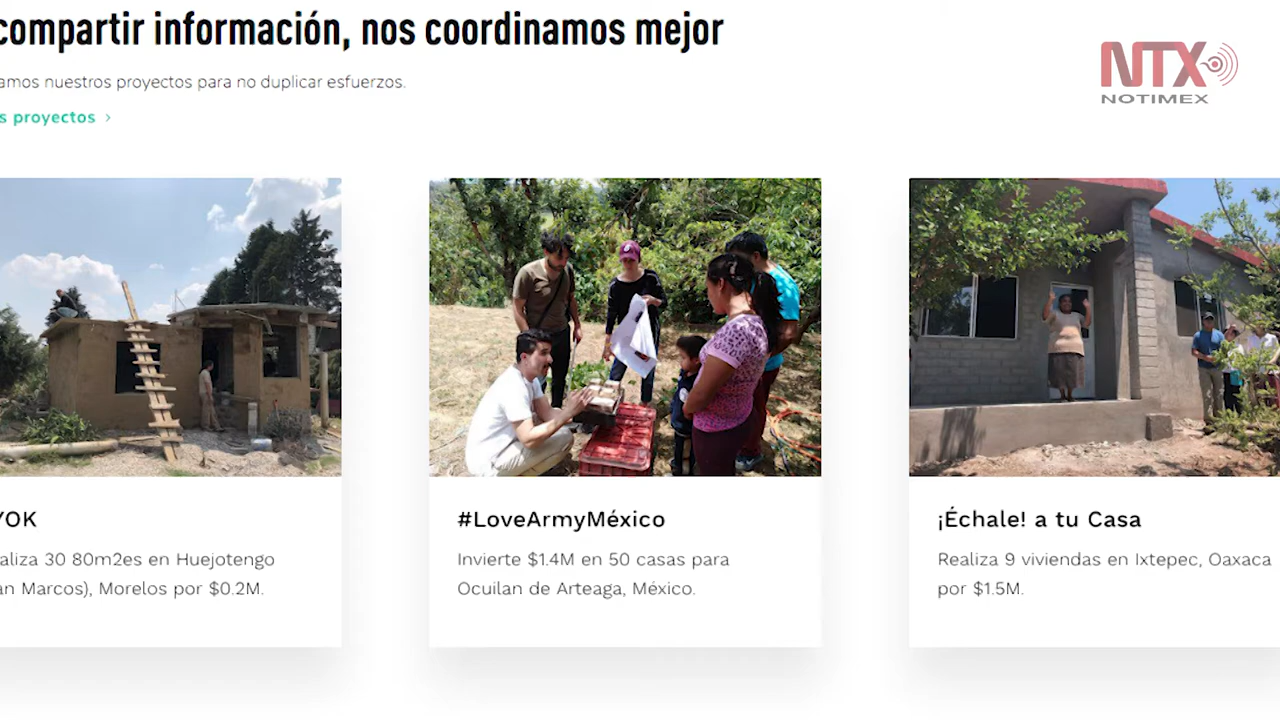 compartir información, nos coordinamos mejor
amos nuestros proyectos para no duplicar esfuerzos.
s proyectos >
NTX
NOTIMEX
YOK
aliza 30 80m2es en Huejotengo
an Marcos), Morelos por $0.2M.
#LoveArmyMéxico
Invierte $1.4M en 50 casas para
Ocuilan de Arteaga, México.
¡Échale! a tu Casa
Realiza 9 viviendas en Ixtepec, Oaxaca
por $1.5M.